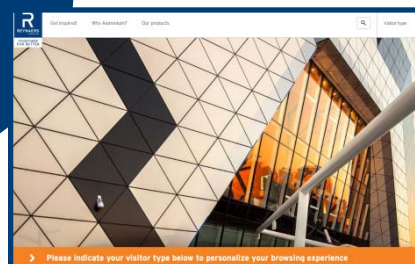 R
REYNAERS
Get Inspired!
Why Aluminium?
Our products
Visitor type
TOGETHER
FOR BETTER
Please indicate your visitor type below to personalize your browsing experience